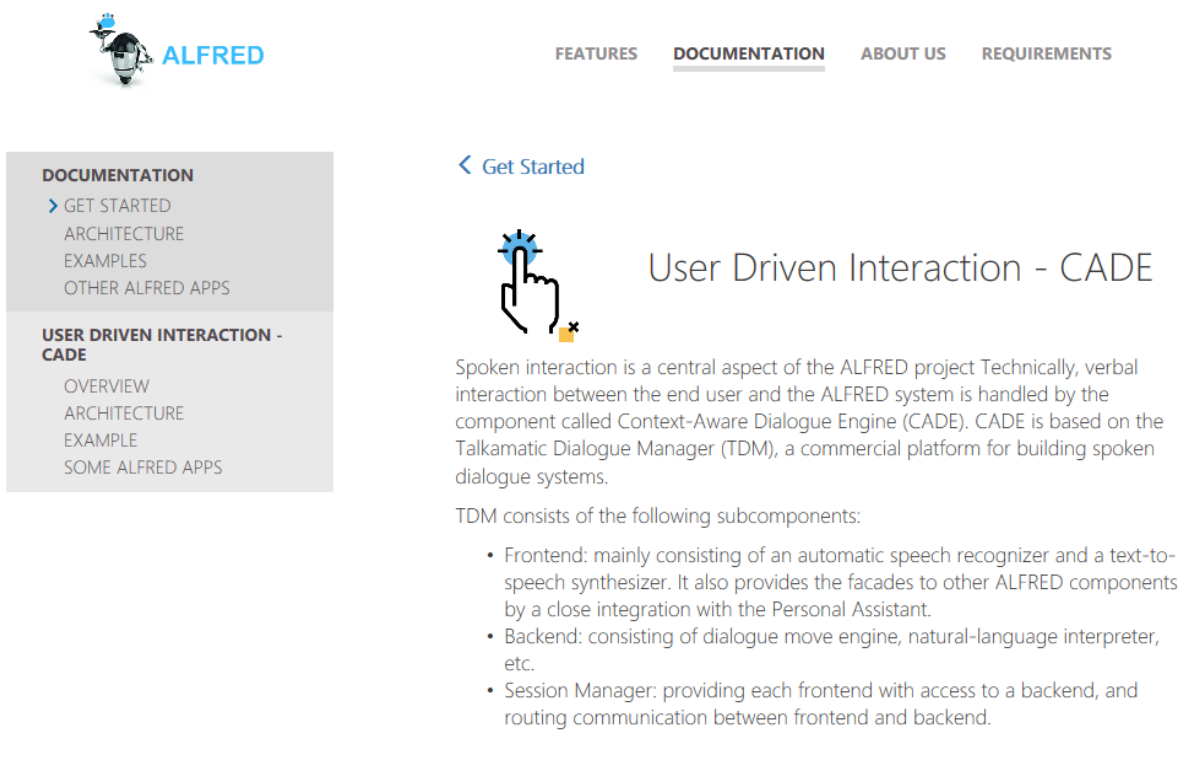 ALFRED
FEATURES
DOCUMENTATION
ABOUT US
REQUIREMENTS
DOCUMENTATION
GET STARTED
ARCHITECTURE
EXAMPLES
OTHER ALFRED APPS
USER DRIVEN INTERACTION -
CADE
OVERVIEW
ARCHITECTURE
EXAMPLE
SOME ALFRED APPS
Get Started
User Driven Interaction - CADE
Spoken interaction is a central aspect of the ALFRED project Technically, verbal
interaction between the end user and the ALFRED system is handled by the
component called Context-Aware Dialogue Engine (CADE). CADE is based on the
Talkamatic Dialogue Manager (TDM), a commercial platform for building spoken
dialogue systems.
TDM consists of the following subcomponents:
• Frontend: mainly consisting of an automatic speech recognizer and a text-to-
speech synthesizer. It also provides the facades to other ALFRED components
by a close integration with the Personal Assistant.
• Backend: consisting of dialogue move engine, natural-language interpreter,
etc.
• Session Manager: providing each frontend with access to a backend, and
routing communication between frontend and backend.